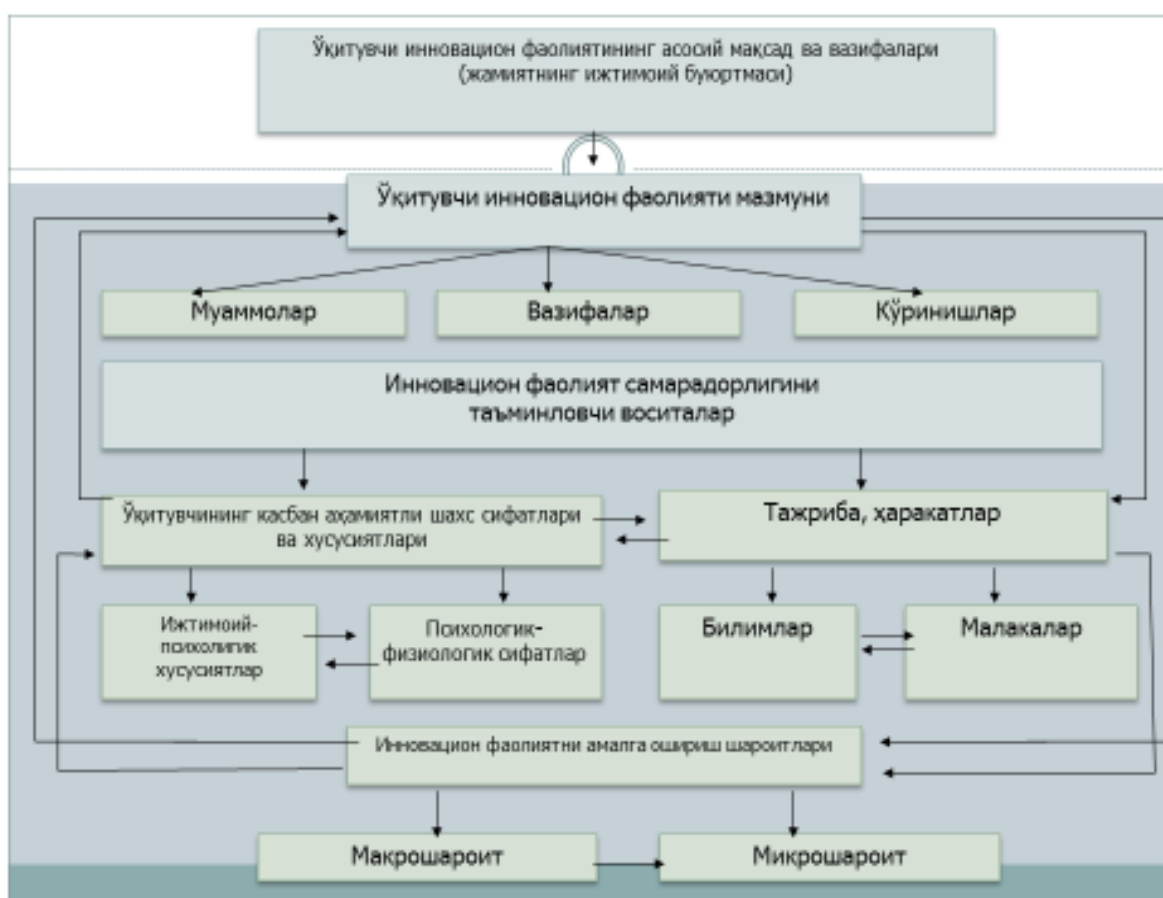 Ўқитувчи инновацион фаолиятининг асосий мақсад ва вазифалари
(жамиятнинг ижтимоий буюртмаси)
Ўқитувчи инновацион фаолияти мазмуни
Муаммолар
Вазифалар
Кўринишлар
Инновацион фаолият самарадорлигини
таъминловчи воситалар
Ўқитувчининг касбан аҳамиятли шахс сифатлари
ва хусусиятлари
Тажриба, ҳаракатлар
Ижтимоий-
психолигик
хусусиятлар
Психологик-
физиологик сифатлар
Билимлар
Малакалар
Инновацион фаолиятни амалга ошириш шароитлари
Макрошароит
Микрошароит